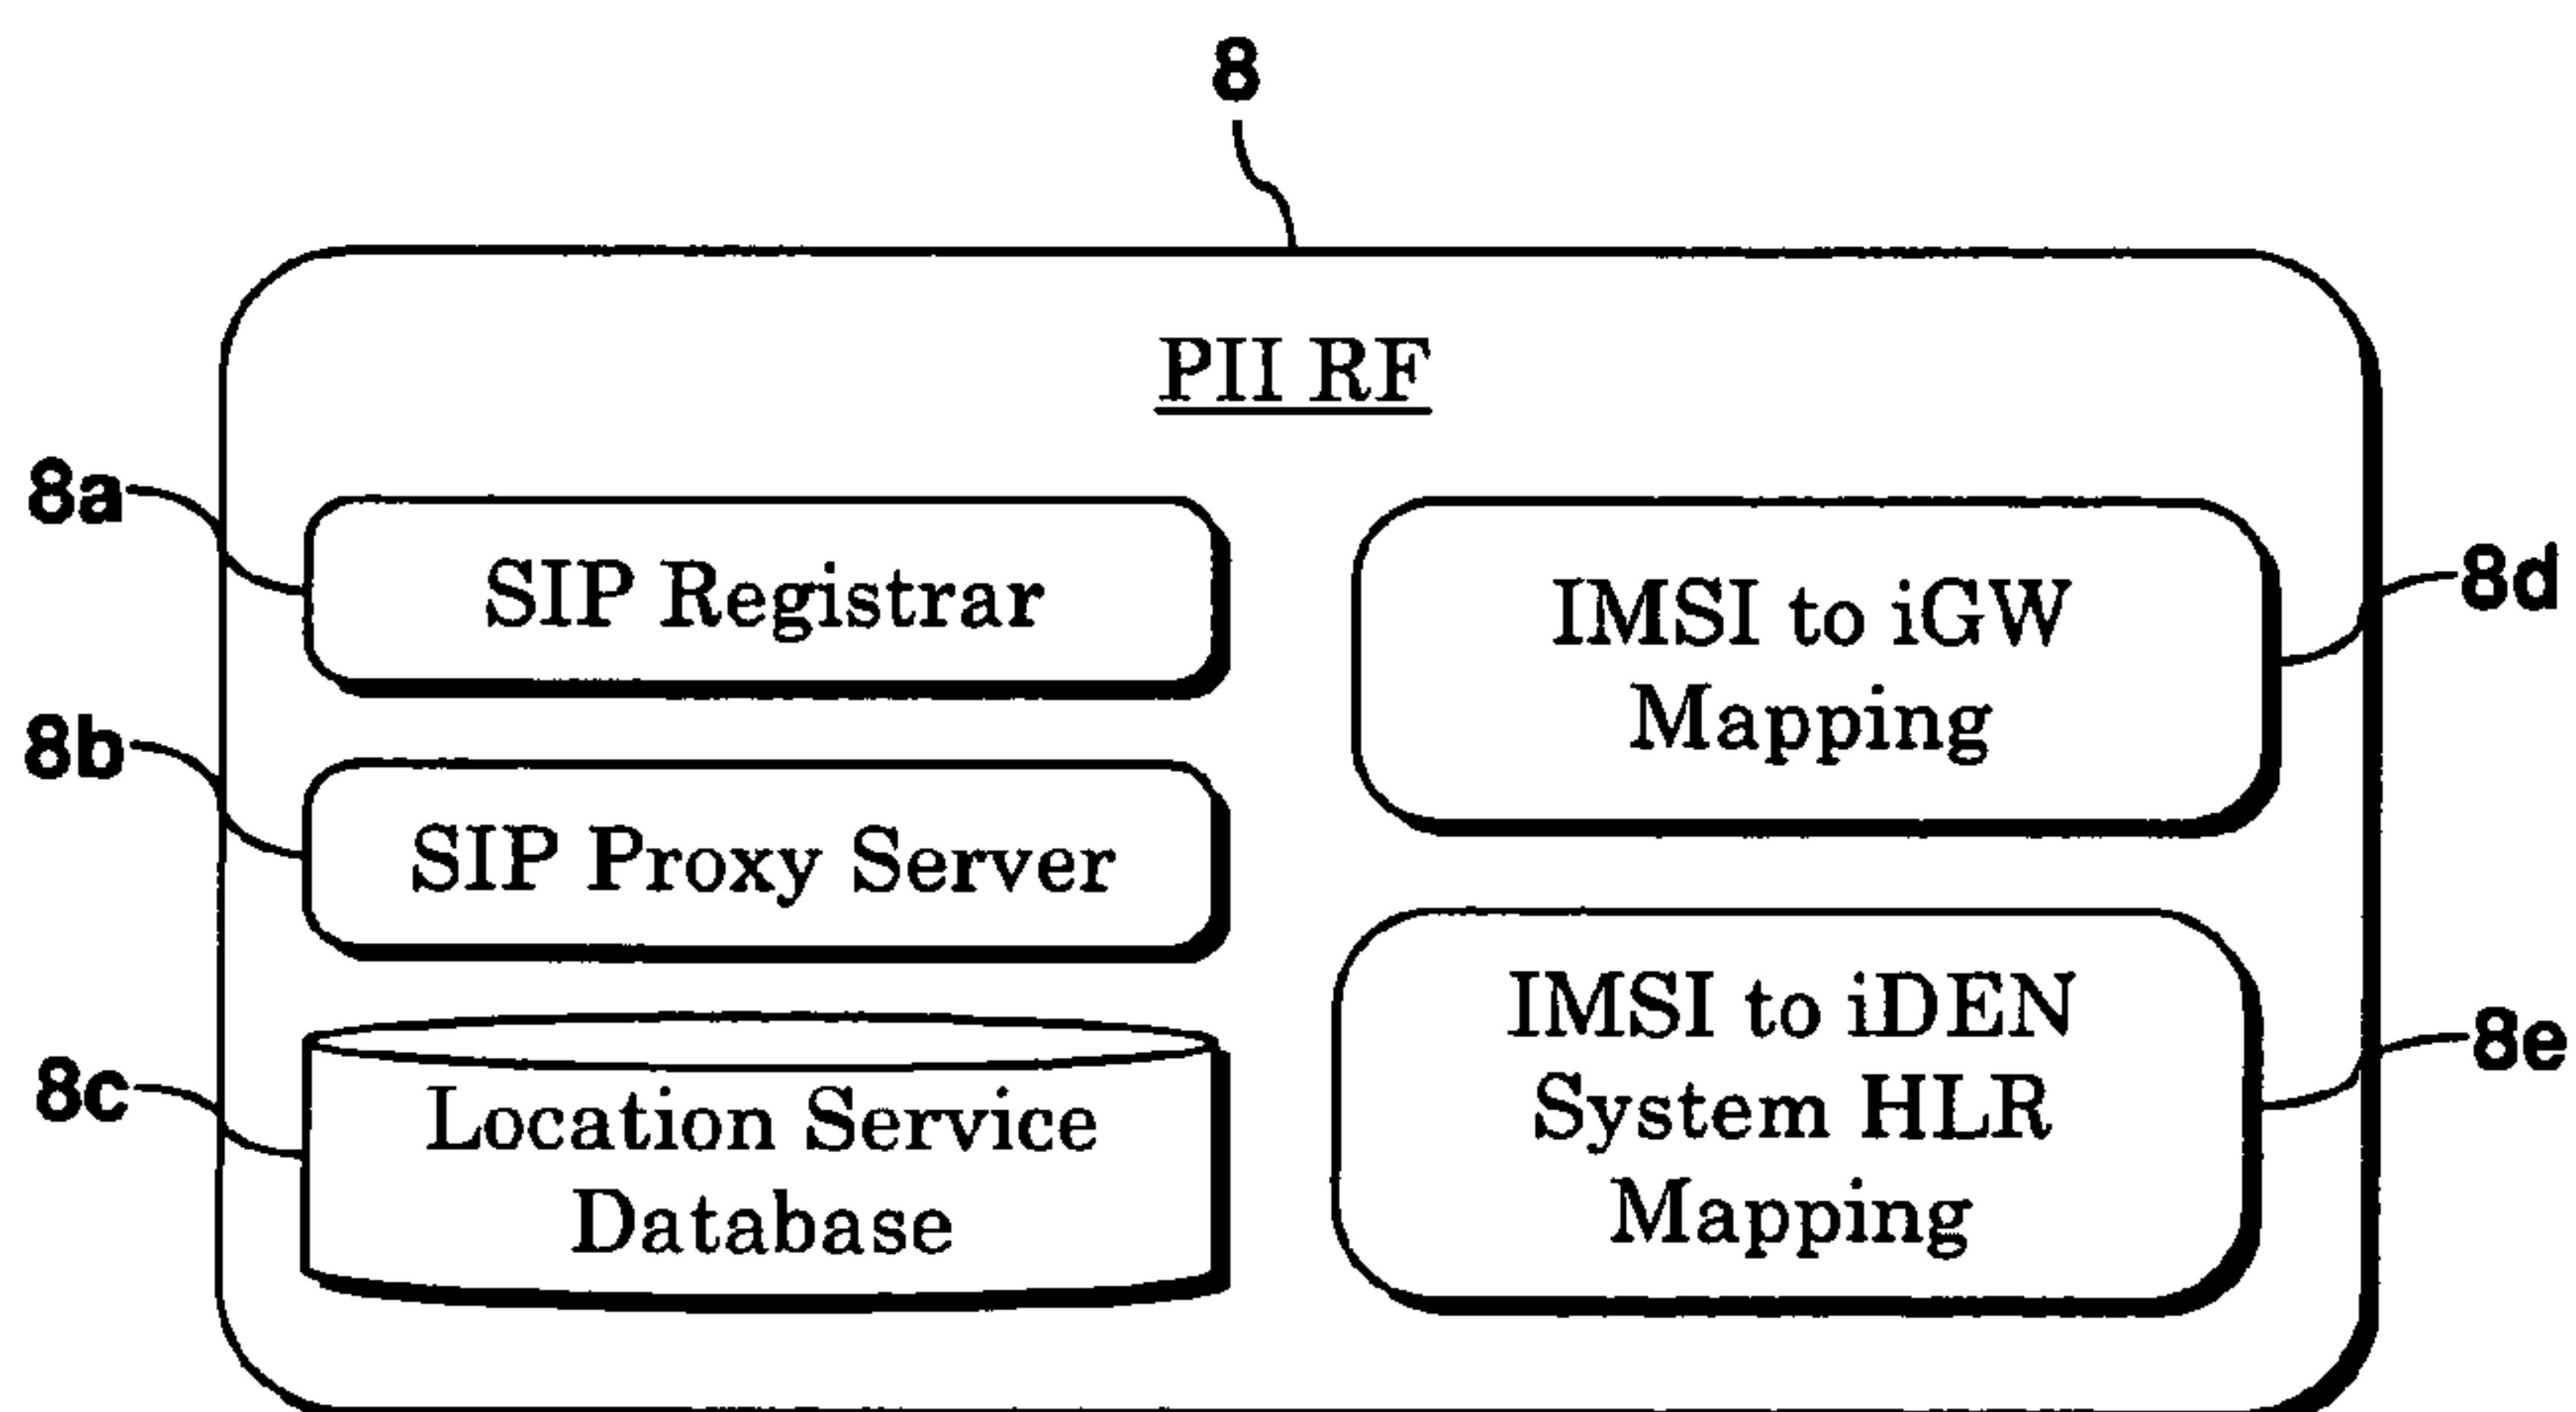 8
PII RF
8a
SIP Registrar
8b
SIP Proxy Server
8c
Location Service
Database
IMSI to iGW
Mapping
8d
IMSI to iDEN
System HLR
Mapping
8e